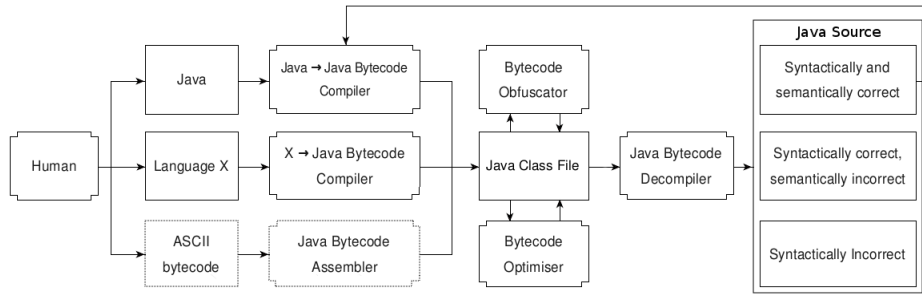 Java Source
Java
Java → Java Bytecode
Compiler
Bytecode
Obfuscator
Syntactically and
semantically correct
Human
Language X
X → Java Bytecode
Compiler
Java Class File
Java Bytecode
Decompiler
Syntactically correct,
semantically incorrect
ASCII
bytecode
Java Bytecode
Assembler
Bytecode
Optimiser
Syntactically Incorrect